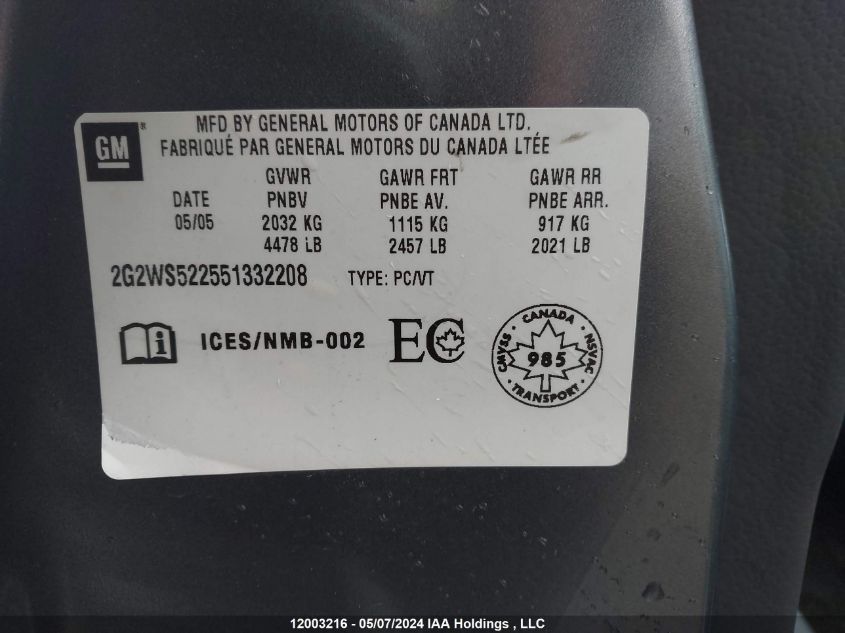 GM®
MFD BY GENERAL MOTORS OF CANADA LTD.
FABRIQUÉ PAR GENERAL MOTORS DU CANADA LTÉE
GVWR GAWR FRT GAWR RR
DATE PNBV PNBE AV. PNBE ARR.
05/05 2032 KG 1115 KG 917 KG
4478 LB 2457 LB 2021 LB
2G2WS522551332208 TYPE: PC/VT
i ICES/NMB-002 EC
CANADA
CMVSS 985 NSVAC
TRANSPORT
12003216 - 05/07/2024 IAA Holdings , LLC